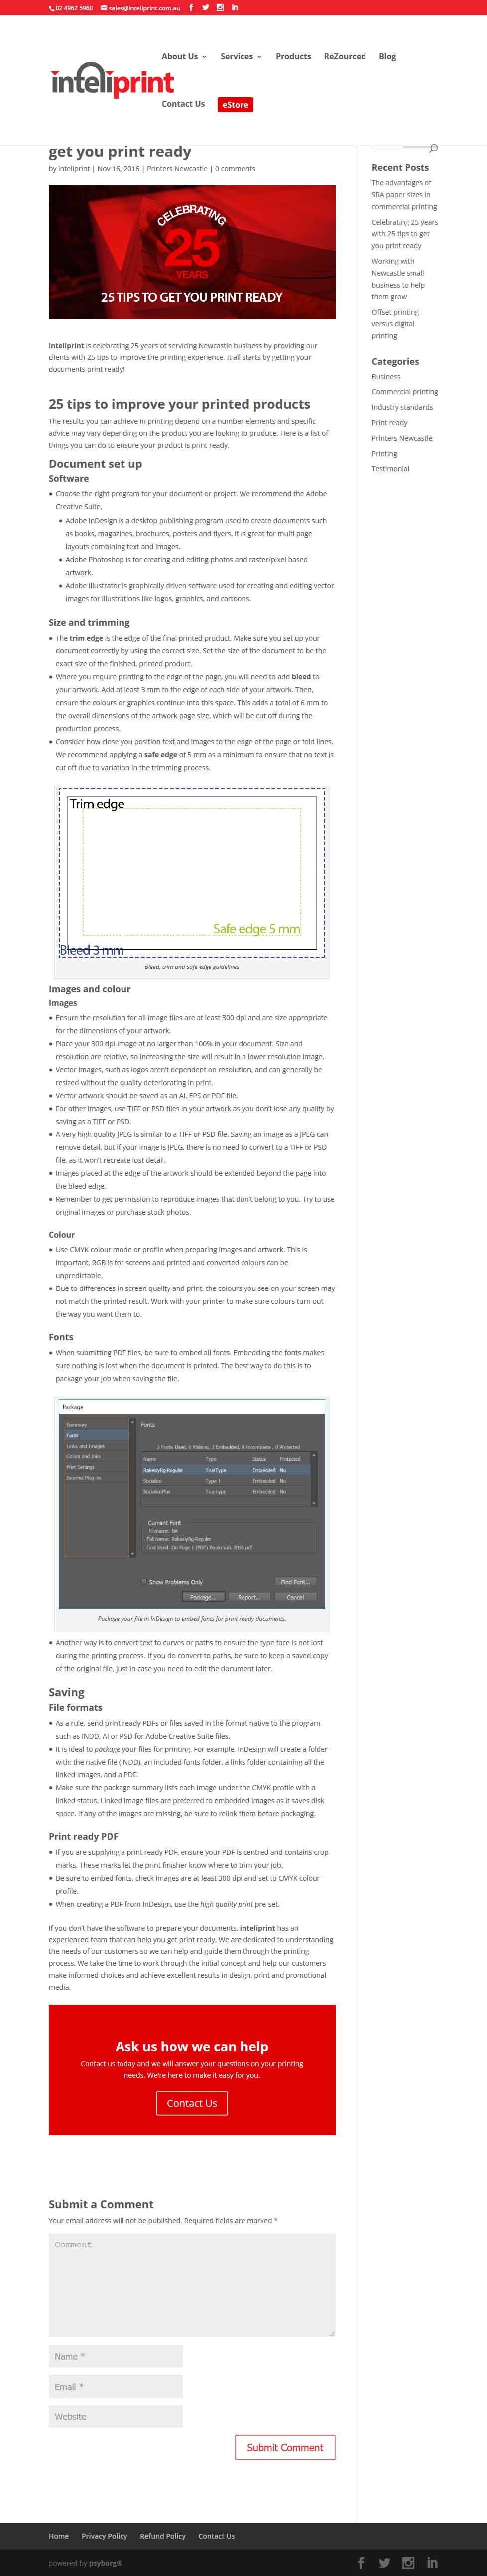 02 4962 5960 sales@inteliprint.com.au
inteliprint
About Us Services Products ReZourced Blog
Contact Us eStore
get you print ready
by inteliprint | Nov 16, 2016 | Printers Newcastle | 0 comments
CELEBRATING
25
YEARS
25 TIPS TO GET YOU PRINT READY
inteliprint is celebrating 25 years of servicing Newcastle business by providing our
clients with 25 tips to improve the printing experience. It all starts by getting your
documents print ready!
25 tips to improve your printed products
The results you can achieve in printing depend on a number elements and specific
advice may vary depending on the product you are looking to produce. Here is a list of
things you can do to ensure your product is print ready.
Document set up
Software
Choose the right program for your document or project. We recommend the Adobe
Creative Suite.
Adobe InDesign is a desktop publishing program used to create documents such
as books, magazines, brochures, posters and flyers. It is great for multi page
layouts combining text and images.
Adobe Photoshop is for creating and editing photos and raster/pixel based
artwork.
Adobe Illustrator is graphically driven software used for creating and editing vector
images for illustrations like logos, graphics, and cartoons.
Size and trimming
The trim edge is the edge of the final printed product. Make sure you set up your
document correctly by using the correct size. Set the size of the document to be the
exact size of the finished, printed product.
Where you require printing to the edge of the page, you will need to add bleed to
your artwork. Add at least 3 mm to the edge of each side of your artwork. Then,
ensure the colours or graphics continue into this space. This adds a total of 6 mm to
the overall dimensions of the artwork page size, which will be cut off during the
production process.
Consider how close you position text and images to the edge of the page or fold lines.
We recommend applying a safe edge of 5 mm as a minimum to ensure that no text is
cut off due to variation in the trimming process.
Trim edge
Safe edge 5 mm
Bleed 3 mm
Bleed, trim and safe edge guidelines
Images and colour
Images
Ensure the resolution for all image files are at least 300 dpi and are size appropriate
for the dimensions of your artwork.
Place your 300 dpi image at no larger than 100% in your document. Size and
resolution are relative, so increasing the size will result in a lower resolution image.
Vector images, such as logos aren't dependent on resolution, and can generally be
resized without the quality deteriorating in print.
Vector artwork should be saved as an AI, EPS or PDF file.
For other images, use TIFF or PSD files in your artwork as you don't lose any quality by
saving as a TIFF or PSD.
A very high quality JPEG is similar to a TIFF or PSD file. Saving an image as a JPEG can
remove detail, but if your image is JPEG, there is no need to convert to a TIFF or PSD
file, as it won't recreate lost detail.
Images placed at the edge of the artwork should be extended beyond the page into
the bleed edge.
Remember to get permission to reproduce images that don't belong to you. Try to use
original images or purchase stock photos.
Colour
Use CMYK colour mode or profile when preparing images and artwork. This is
important, RGB is for screens and printed and converted colours can be
unpredictable.
Due to differences in screen quality and print, the colours you see on your screen may
not match the printed result. Work with your printer to make sure colours turn out
the way you want them to.
Fonts
When submitting PDF files, be sure to embed all fonts. Embedding the fonts makes
sure nothing is lost when the document is printed. The best way to do this is to
package your job when saving the file.
Package
Summary
Fonts
Links and Images
Colors and Inks
Print Settings
External Plug-ins
Fonts
3 Fonts Used, 0 Missing, 3 Embedded, 0 Incomplete , 0 Protected
Name Type Status Protected
RakeslyRg-Regular TrueType Embedded No
Socialico Type 1 Embedded No
SocialicoPlus TrueType Embedded No
Current Font
Filename: NA
Full Name: RakeslyRg-Regular
First Used: On Page 1 (PDF) Bookmark 2016.pdf
Show Problems Only Find Font...
Package... Report... Cancel
Package your file in InDesign to embed fonts for print ready documents.
Another way is to convert text to curves or paths to ensure the type face is not lost
during the printing process. If you do convert to paths, be sure to keep a saved copy
of the original file, just in case you need to edit the document later.
Saving
File formats
As a rule, send print ready PDFs or files saved in the format native to the program
such as INDD, AI or PSD for Adobe Creative Suite files.
It is ideal to package your files for printing. For example, InDesign will create a folder
with: the native file (INDD), an included fonts folder, a links folder containing all the
linked images, and a PDF.
Make sure the package summary lists each image under the CMYK profile with a
linked status. Linked image files are preferred to embedded images as it saves disk
space. If any of the images are missing, be sure to relink them before packaging.
Print ready PDF
If you are supplying a print ready PDF, ensure your PDF is centred and contains crop
marks. These marks let the print finisher know where to trim your job.
Be sure to embed fonts, check images are at least 300 dpi and set to CMYK colour
profile.
When creating a PDF from InDesign, use the high quality print pre-set.
If you don't have the software to prepare your documents, inteliprint has an
experienced team that can help you get print ready. We are dedicated to understanding
the needs of our customers so we can help and guide them through the printing
process. We take the time to work through the initial concept and help our customers
make informed choices and achieve excellent results in design, print and promotional
media.
Ask us how we can help
Contact us today and we will answer your questions on your printing
needs. We're here to make it easy for you.
Contact Us
Submit a Comment
Your email address will not be published. Required fields are marked *
Comment
Name *
Email *
Website
Submit Comment
Recent Posts
The advantages of
SRA paper sizes in
commercial printing
Celebrating 25 years
with 25 tips to get
you print ready
Working with
Newcastle small
business to help
them grow
Offset printing
versus digital
printing
Categories
Business
Commercial printing
Industry standards
Print ready
Printers Newcastle
Printing
Testimonial
Home Privacy Policy Refund Policy Contact Us
powered by psyborg®